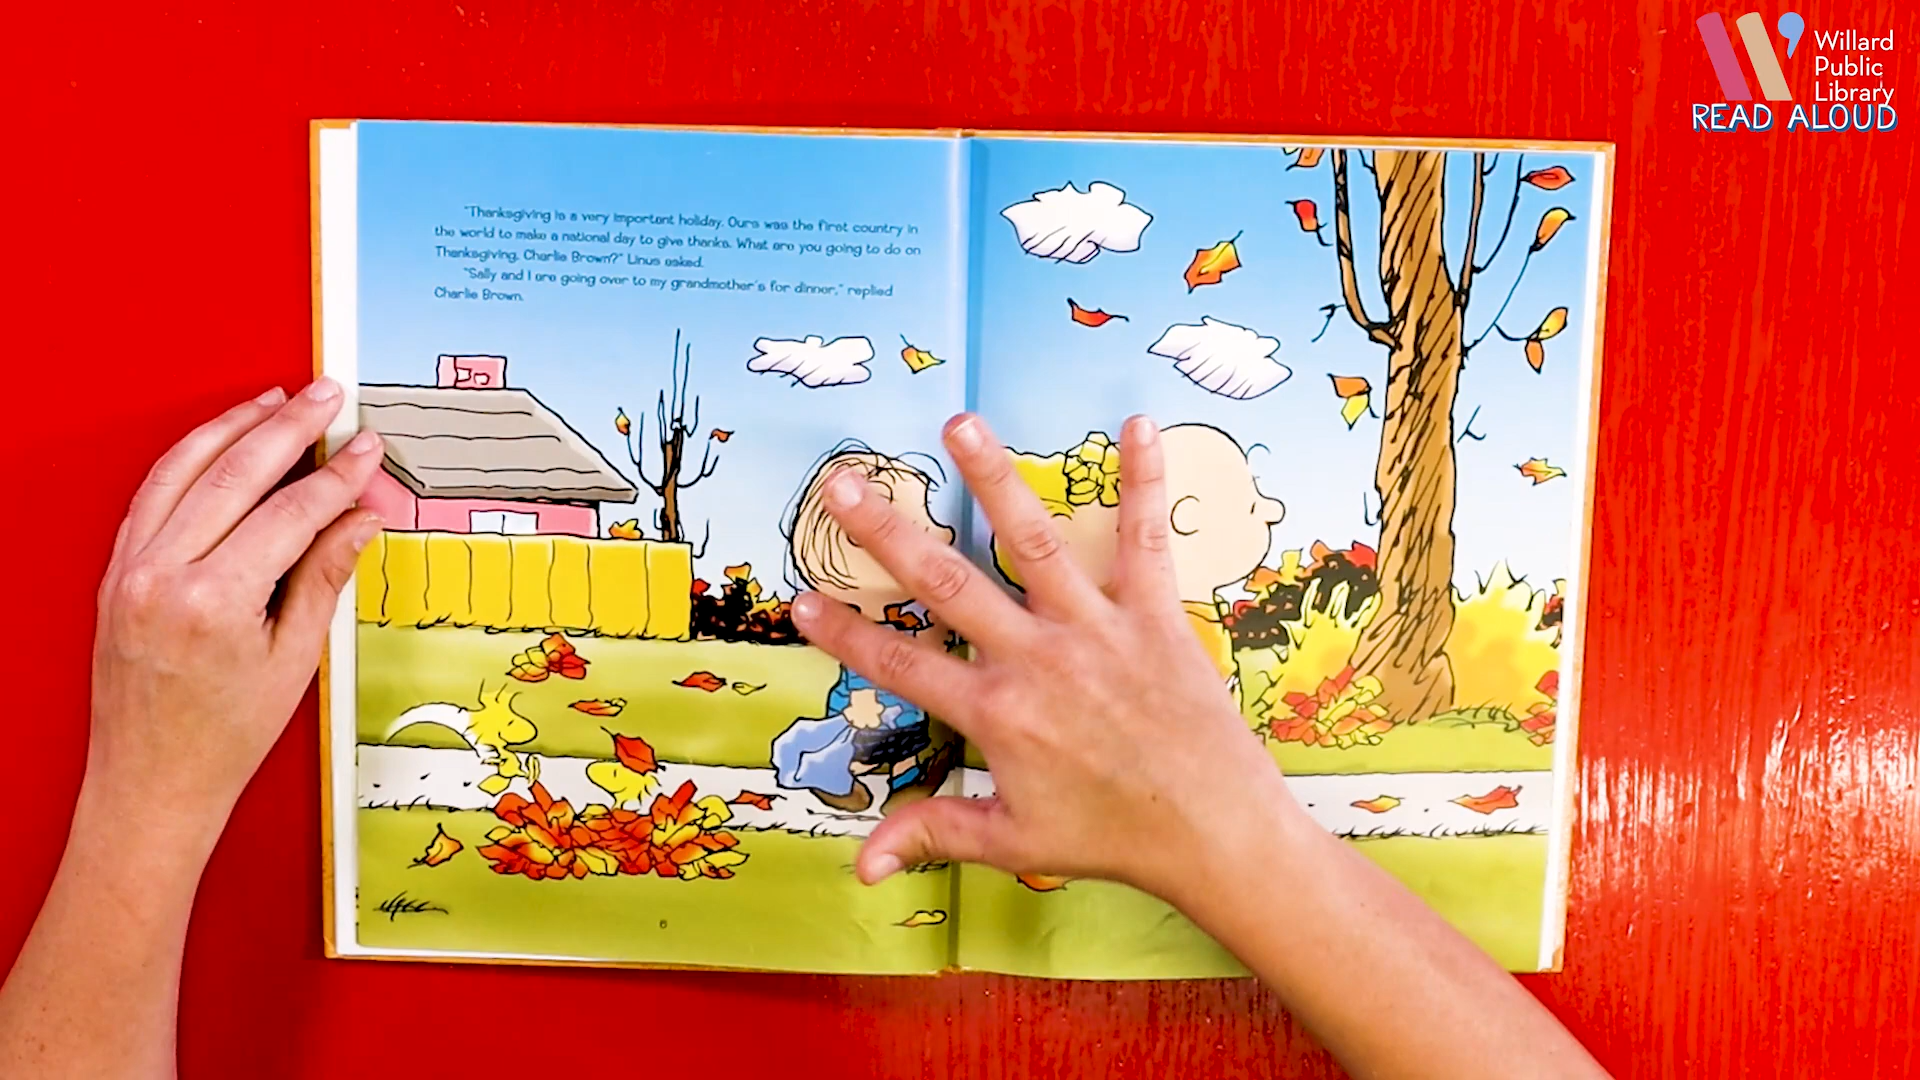 "Thanksgiving is a very important holiday. Ours was the first country in
the world to make a national day to give thanks. What are you going to do on
Thanksgiving, Charlie Brown?" Linus asked.
"Sally and I are going over to my grandmother's for dinner," replied
Charlie Brown.
6
Willard
Public
Library
READ ALOUD